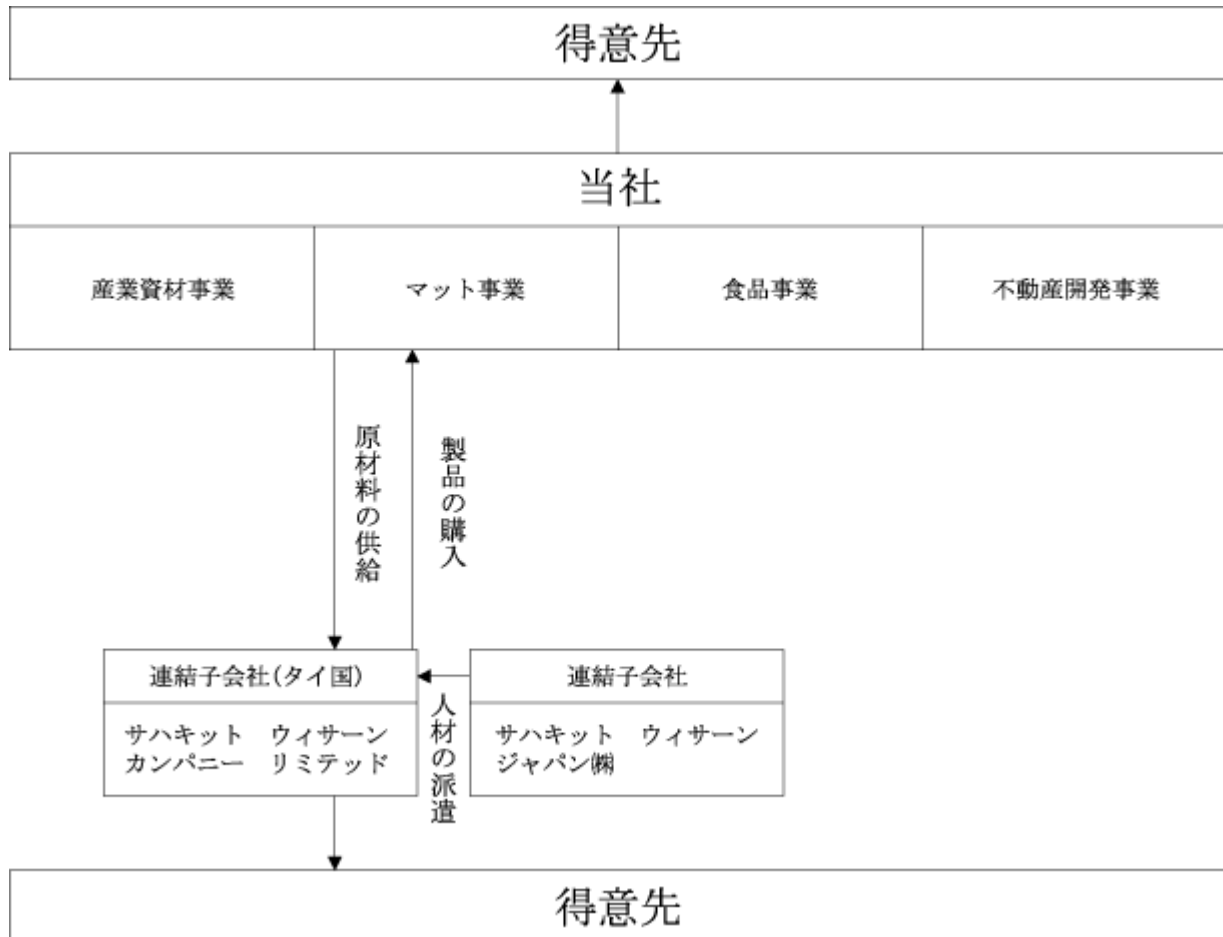 得意先
当社
産業資材事業
マット事業
食品事業
不動産開発事業
原材料の供給
製品の購入
連結子会社(タイ国)
サハキット　ウィサーン
カンパニー　リミテッド
人材の派遣
連結子会社
サハキット　ウィサーン
ジャパン㈱
得意先